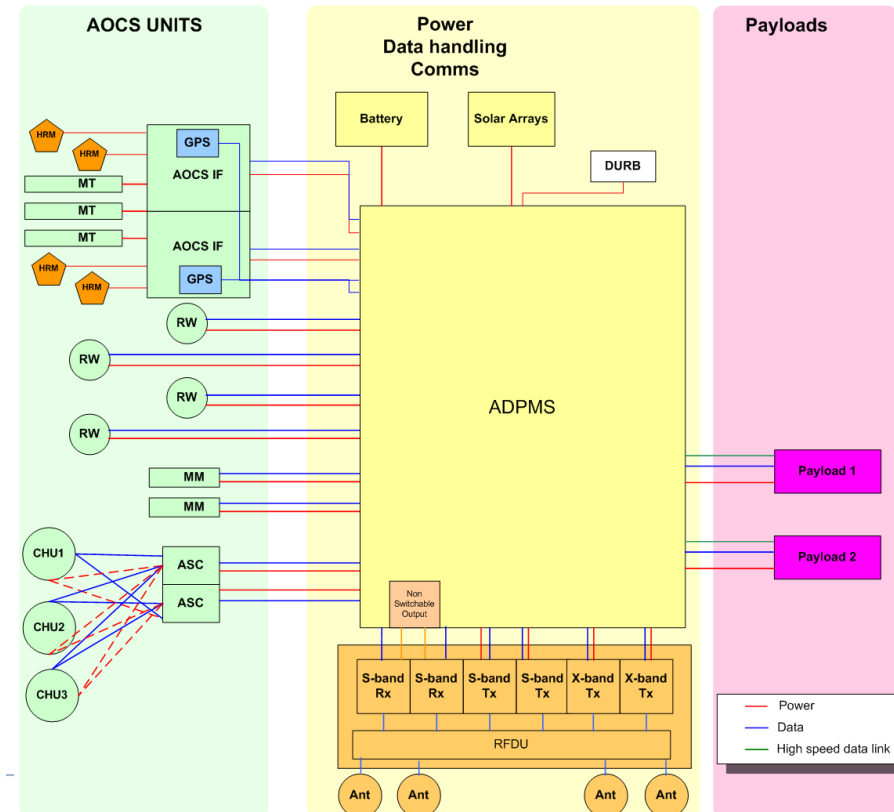 AOCS UNITS
Power
Data handling
Comms
Payloads
HRM
HRM
MT
MT
MT
HRM
HRM
GPS
AOCS IF
AOCS IF
GPS
RW
RW
RW
RW
MM
MM
CHU1
CHU2
CHU3
ASC
ASC
Battery
Solar Arrays
DURB
ADPMS
Non
Switchable
Output
S-band
Rx
S-band
Rx
S-band
Tx
S-band
Tx
X-band
Tx
X-band
Tx
RFDU
Ant
Ant
Ant
Ant
Payload 1
Payload 2
Power
Data
High speed data link